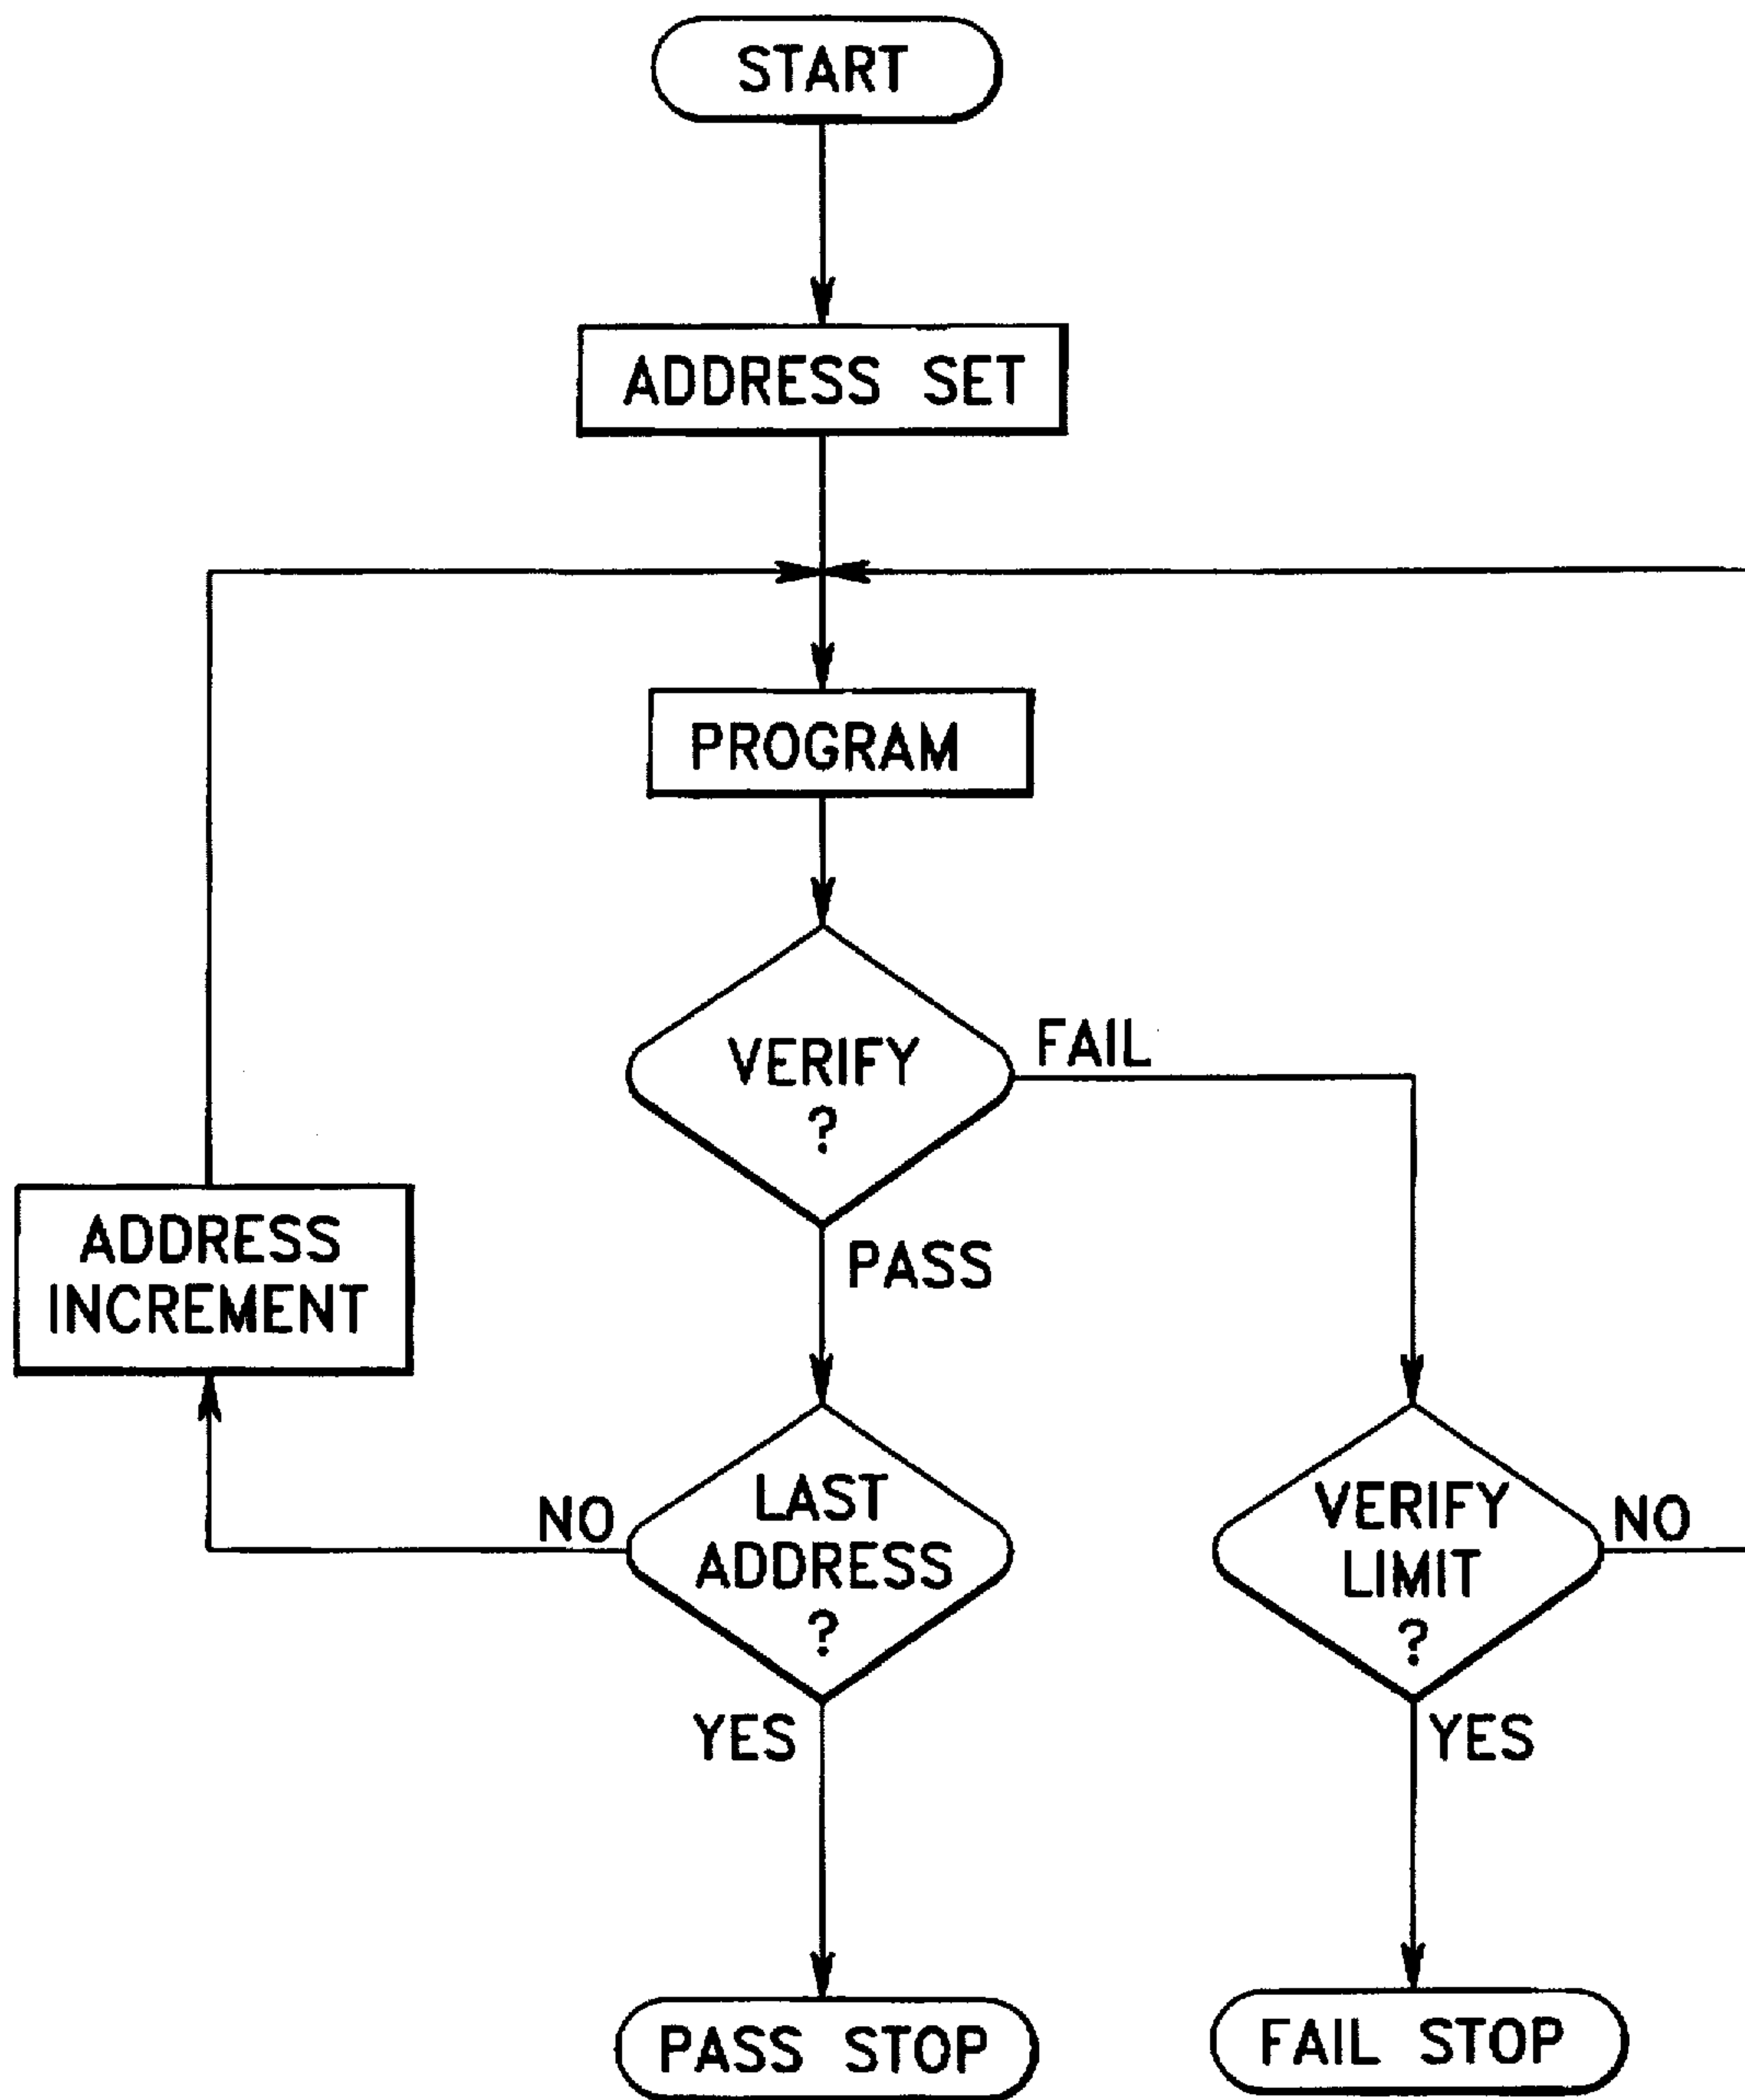 START
ADDRESS SET
PROGRAM
VERIFY
?
FAIL
PASS
ADDRESS
INCREMENT
LAST
ADDRESS
?
NO
YES
VERIFY
LIMIT
?
NO
YES
PASS STOP
FAIL STOP